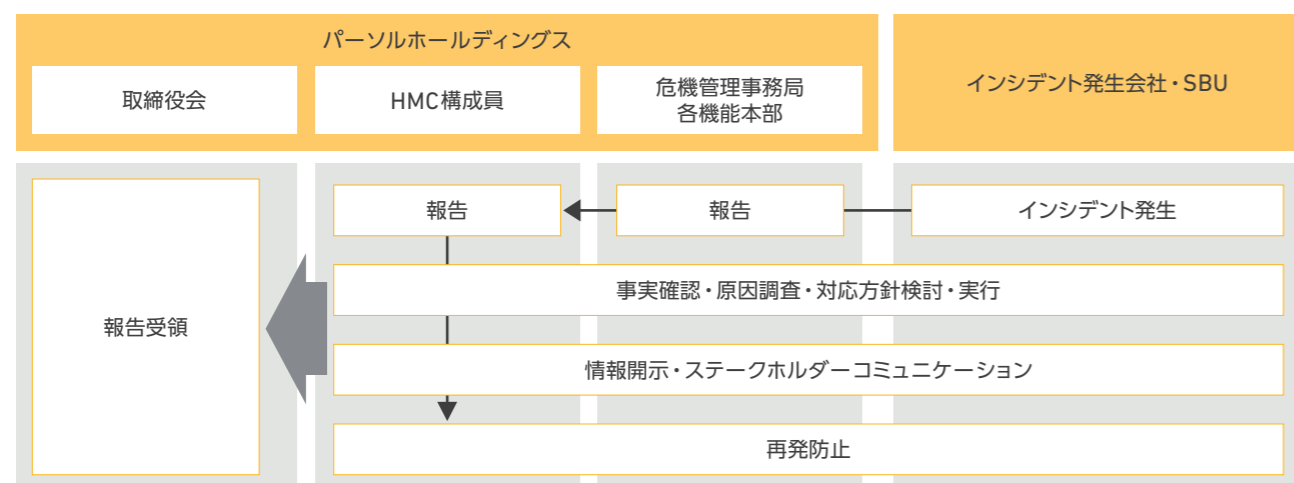 パーソルホールディングス
取締役会
HMC構成員
危機管理事務局
各機能本部
インシデント発生会社・SBU
報告
報告
インシデント発生
事実確認・原因調査・対応方針検討・実行
報告受領
情報開示・ステークホルダーコミュニケーション
再発防止